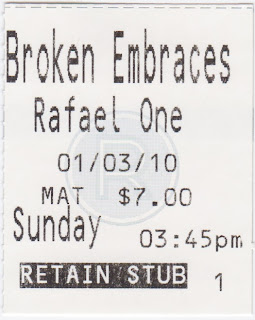 Broken Embraces
Rafael One
01/03/10
MAT $7.00
Sunday 03:45pm
RETAIN STUB 1